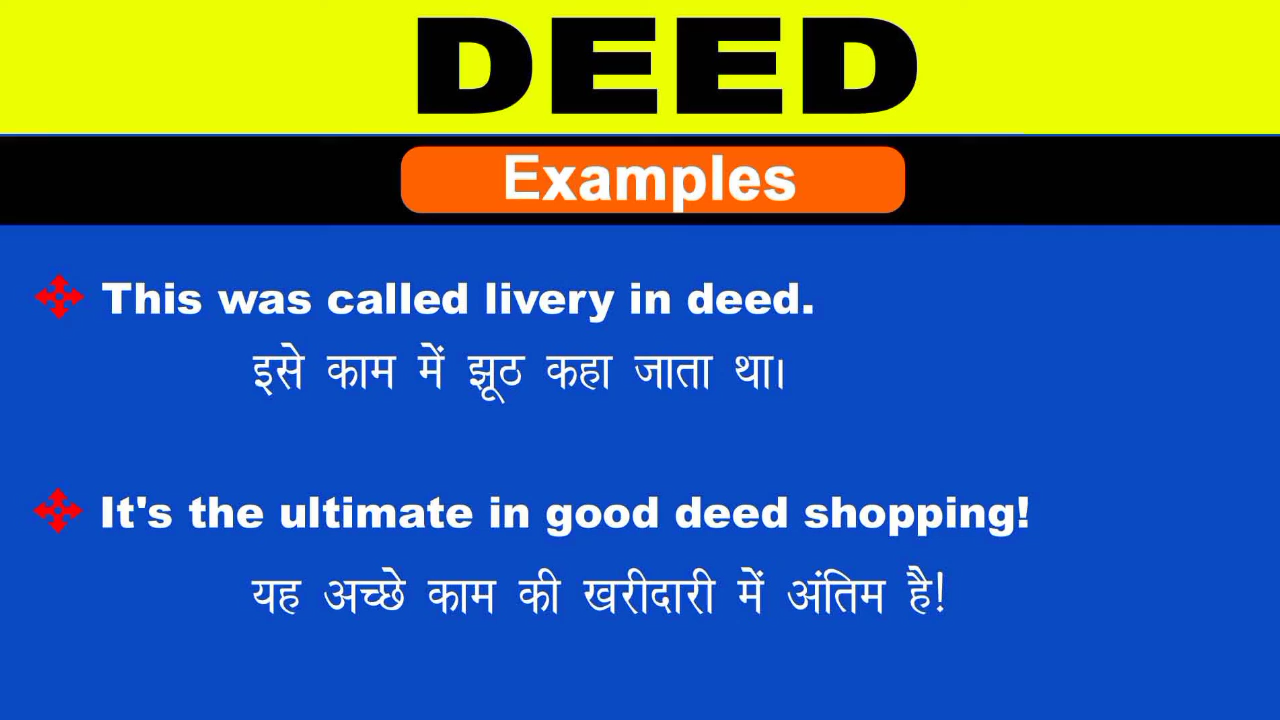 DEED
Examples
This was called livery in deed.
इसे काम में झूठ कहा जाता था।
It's the ultimate in good deed shopping!
यह अच्छे काम की खरीदारी में अंतिम है!